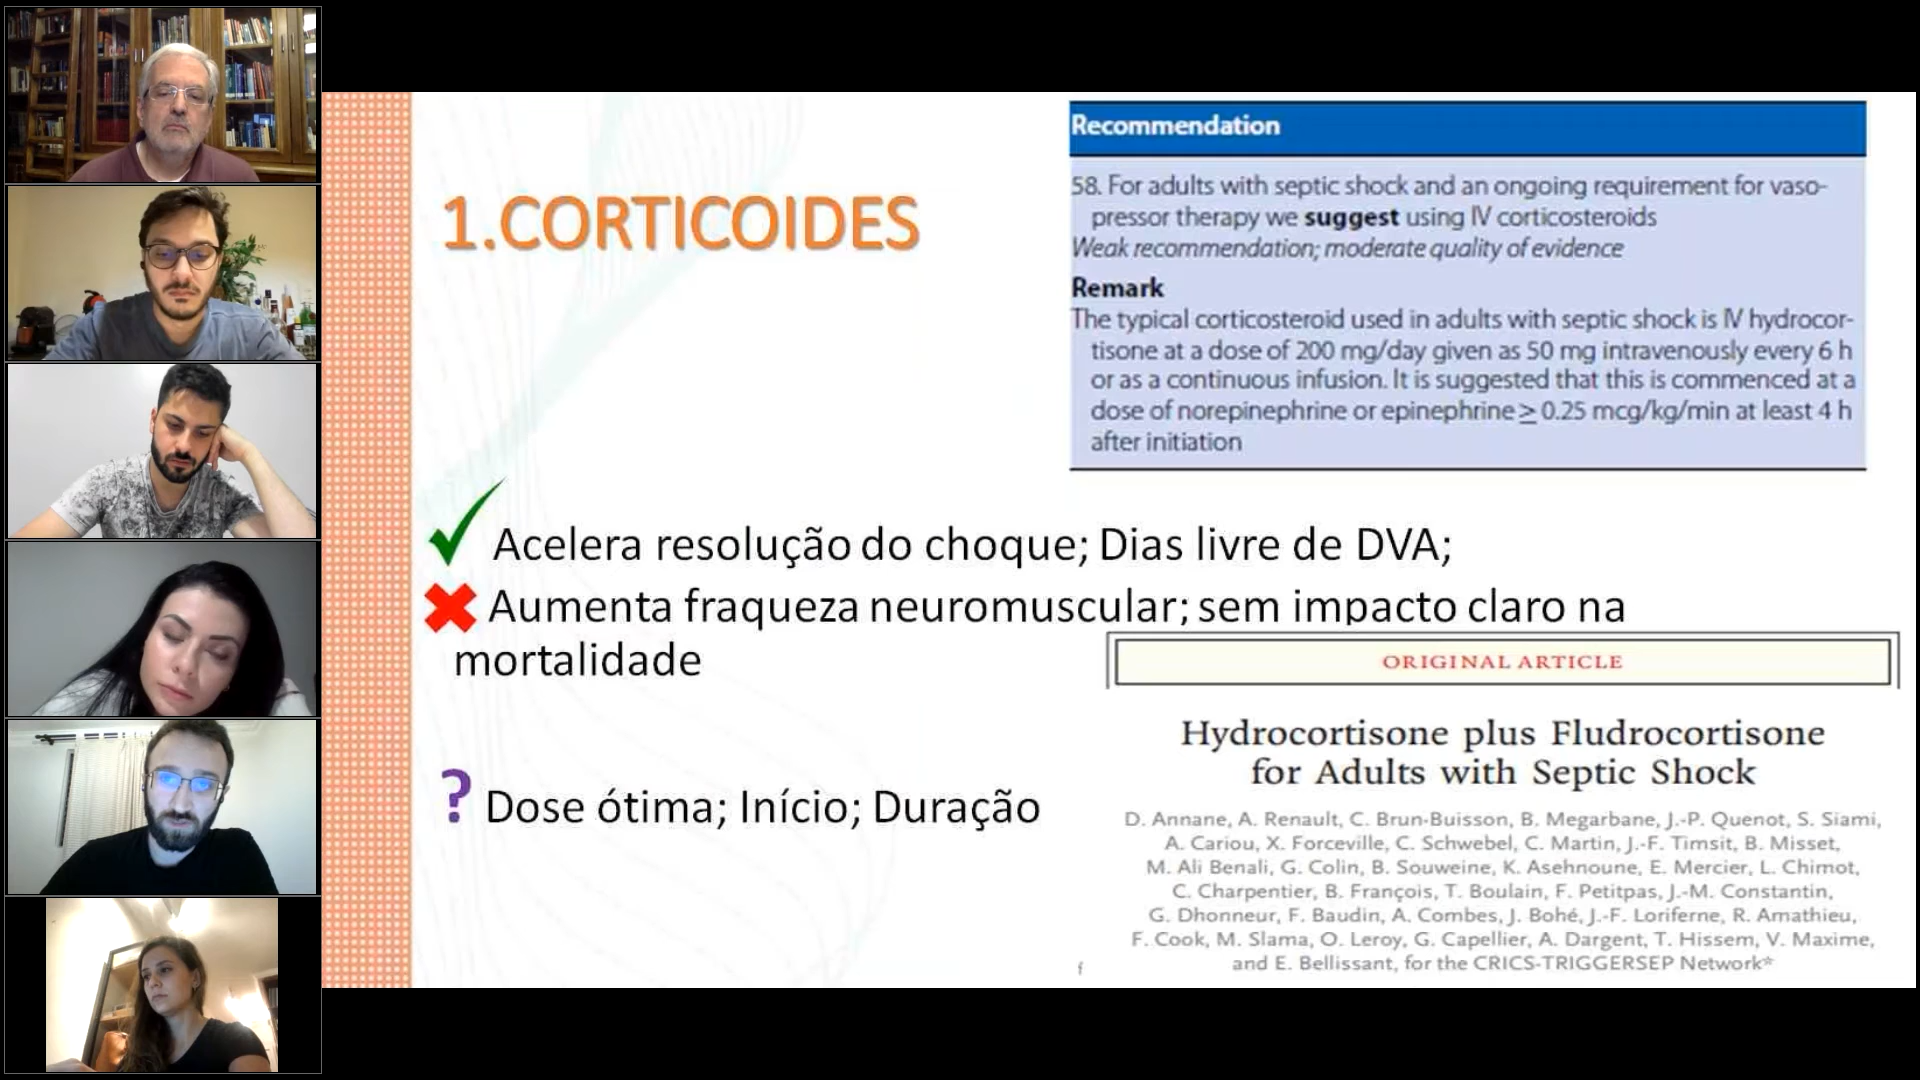 1.CORTICOIDES
Recommendation
58. For adults with septic shock and an ongoing requirement for vaso-
pressor therapy we suggest using IV corticosteroids
Weak recommendation; moderate quality of evidence
Remark
The typical corticosteroid used in adults with septic shock is IV hydrocor-
tisone at a dose of 200 mg/day given as 50 mg intravenously every 6 h
or as a continuous infusion. It is suggested that this is commenced at a
dose of norepinephrine or epinephrine ≥ 0.25 mcg/kg/min at least 4 h
after initiation
Acelera resolução do choque; Dias livre de DVA;
Aumenta fraqueza neuromuscular; sem impacto claro na
mortalidade
? Dose ótima; Início; Duração
ORIGINAL ARTICLE
Hydrocortisone plus Fludrocortisone
for Adults with Septic Shock
D. Annane, A. Renault, C. Brun-Buisson, B. Megarbane, J.-P. Quenot, S. Siami,
A. Cariou, X. Forceville, C. Schwebel, C. Martin, J.-F. Timsit, B. Misset,
M. Ali Benali, G. Colin, B. Souweine, K. Asehnoune, E. Mercier, L. Chimot,
C. Charpentier, B. François, T. Boulain, F. Petitpas, J.-M. Constantin,
G. Dhonneur, F. Baudin, A. Combes, J. Bohé, J.-F. Loriferne, R. Amathieu,
F. Cook, M. Slama, O. Leroy, G. Capellier, A. Dargent, T. Hissem, V. Maxime,
and E. Bellissant, for the CRICS-TRIGGERSEP Network*
f